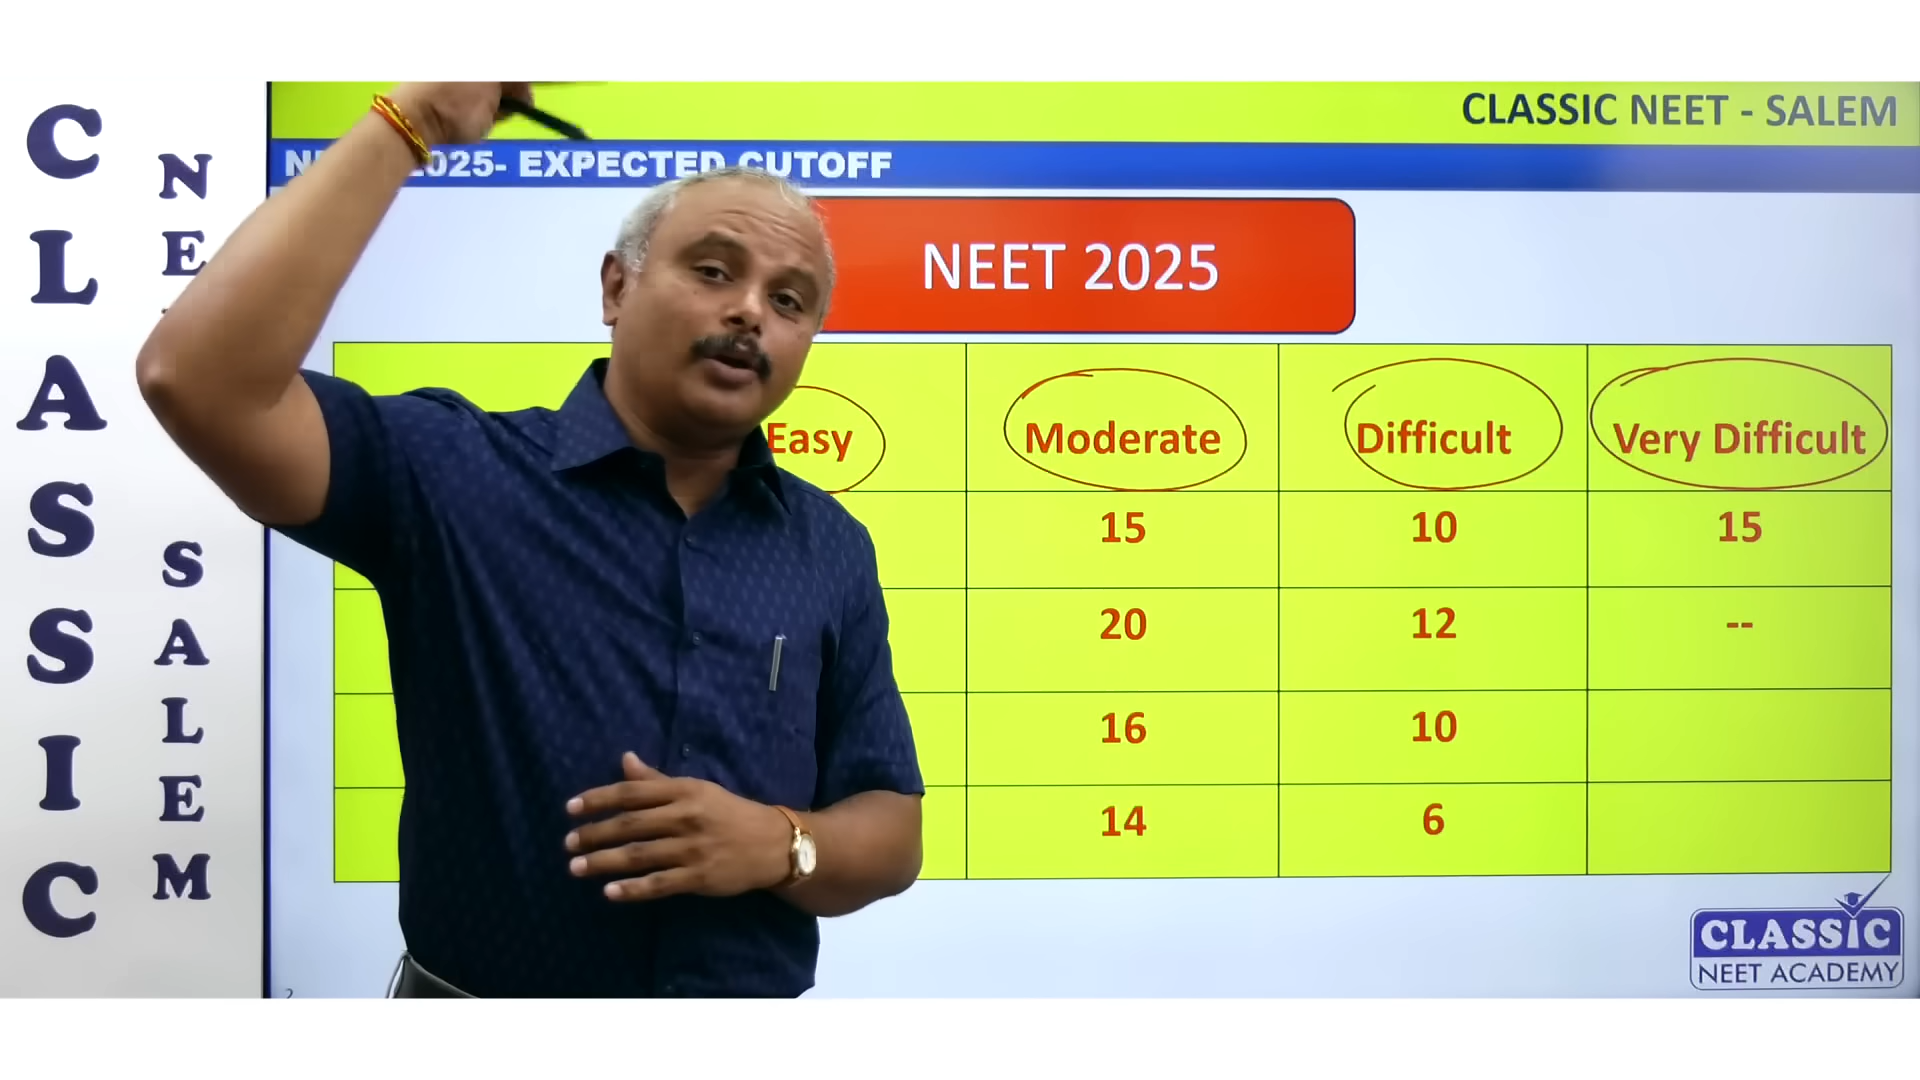 CLASSIC
NE
SALEM
CLASSIC NEET - SALEM
2025- EXPECTED CUTOFF
NEET 2025
Easy Moderate Difficult Very Difficult
15 10 15
20 12 --
16 10
14 6
CLASSIC
NEET ACADEMY